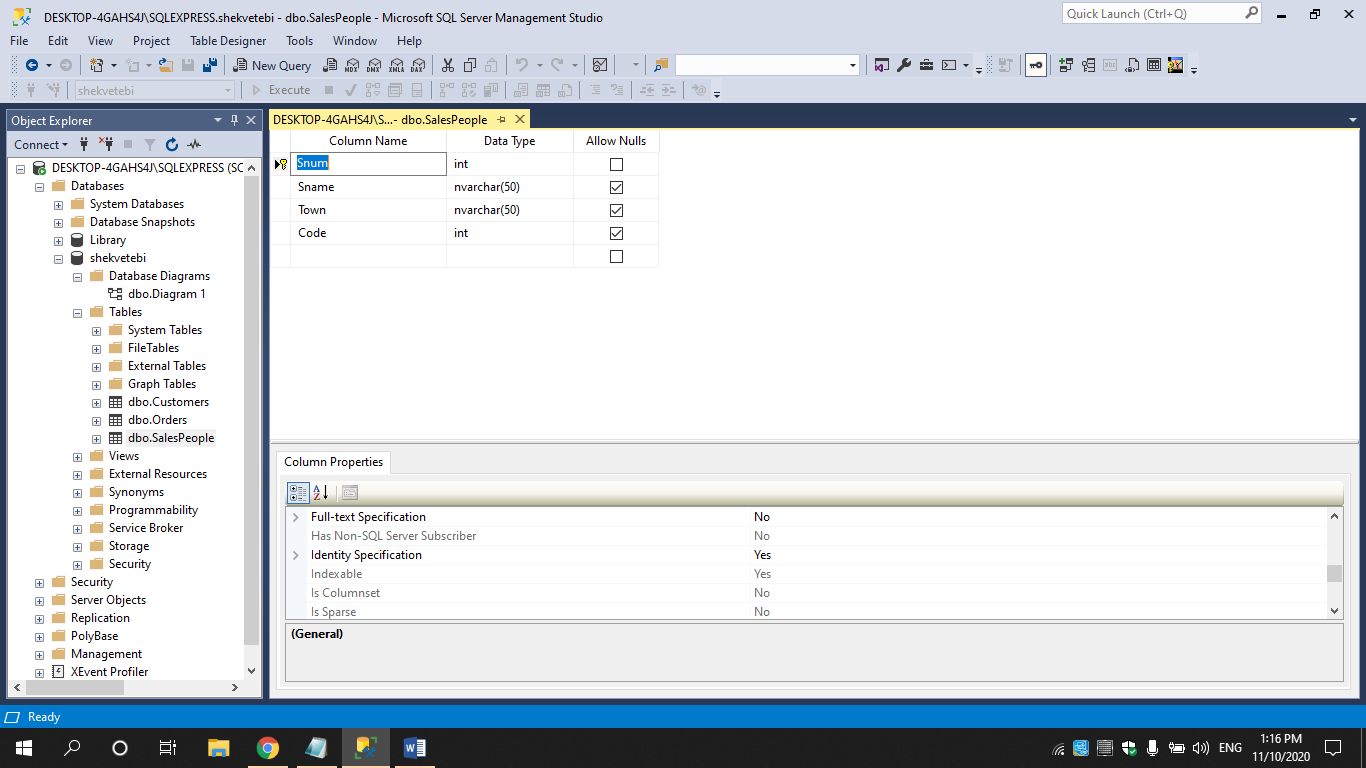 DESKTOP-4GAHS4J\SQLEXPRESS.shekvetebi - dbo.SalesPeople - Microsoft SQL Server Management Studio
Quick Launch (Ctrl+Q)
File Edit View Project Table Designer Tools Window Help
New Query MDX DMX XMLA DAX
shekvetebi Execute
Object Explorer
Connect
DESKTOP-4GAHS4J\SQLEXPRESS (SC
Databases
System Databases
Database Snapshots
Library
shekvetebi
Database Diagrams
dbo.Diagram 1
Tables
System Tables
FileTables
External Tables
Graph Tables
dbo.Customers
dbo.Orders
dbo.SalesPeople
Views
External Resources
Synonyms
Programmability
Service Broker
Storage
Security
Security
Server Objects
Replication
PolyBase
Management
XEvent Profiler
DESKTOP-4GAHS4J\S...- dbo.SalesPeople
Column Name Data Type Allow Nulls
Snum int
Sname nvarchar(50)
Town nvarchar(50)
Code int
Column Properties
A Z
Full-text Specification No
Has Non-SQL Server Subscriber No
Identity Specification Yes
Indexable Yes
Is Columnset No
Is Sparse No
(General)
Ready
ENG
1:16 PM
11/10/2020